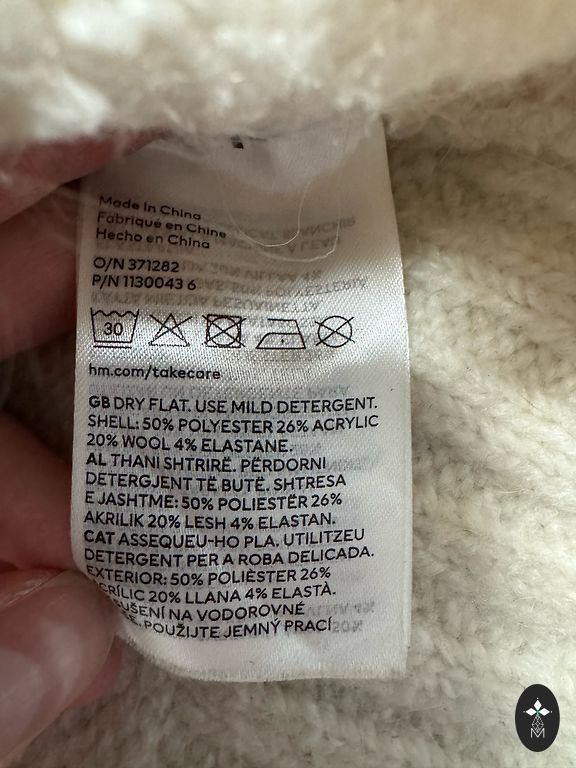 Made in China
Fabriqué en Chine
Hecho en China
O/N 371282
P/N 1130043 6
30
hm.com/takecare
GB DRY FLAT. USE MILD DETERGENT.
SHELL: 50% POLYESTER 26% ACRYLIC
20% WOOL 4% ELASTANE.
AL THANI SHTRIRË. PËRDORNI
DETERGJENT TË BUTË. SHTRESA
E JASHTME: 50% POLIESTËR 26%
AKRILIK 20% LESH 4% ELASTAN.
CAT ASSEQUEU-HO PLA. UTILITZEU
DETERGENT PER A ROBA DELICADA.
EXTERIOR: 50% POLIÈSTER 26%
ACRÍLIC 20% LLANA 4% ELASTÀ.
NA VODOROVNÉ
POUŽIJTE JEMNÝ PRACÍ